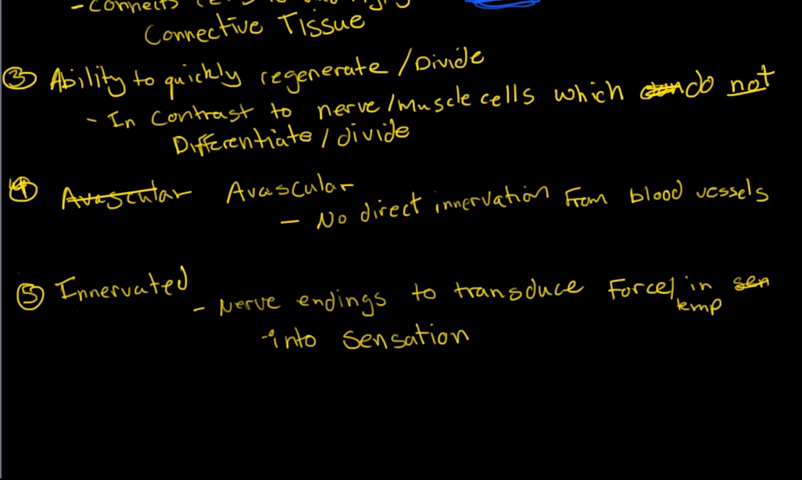 - Connects
Connective Tissue
③ Ability to quickly regenerate / Divide
- In Contrast to nerve/Muscle cells which do not
Differentiate / divide
④ Avascular Avascular
- No direct innervation From blood vessels
⑤ Innervated
- Nerve endings to transduce Force/ in sen
temp
into Sensation